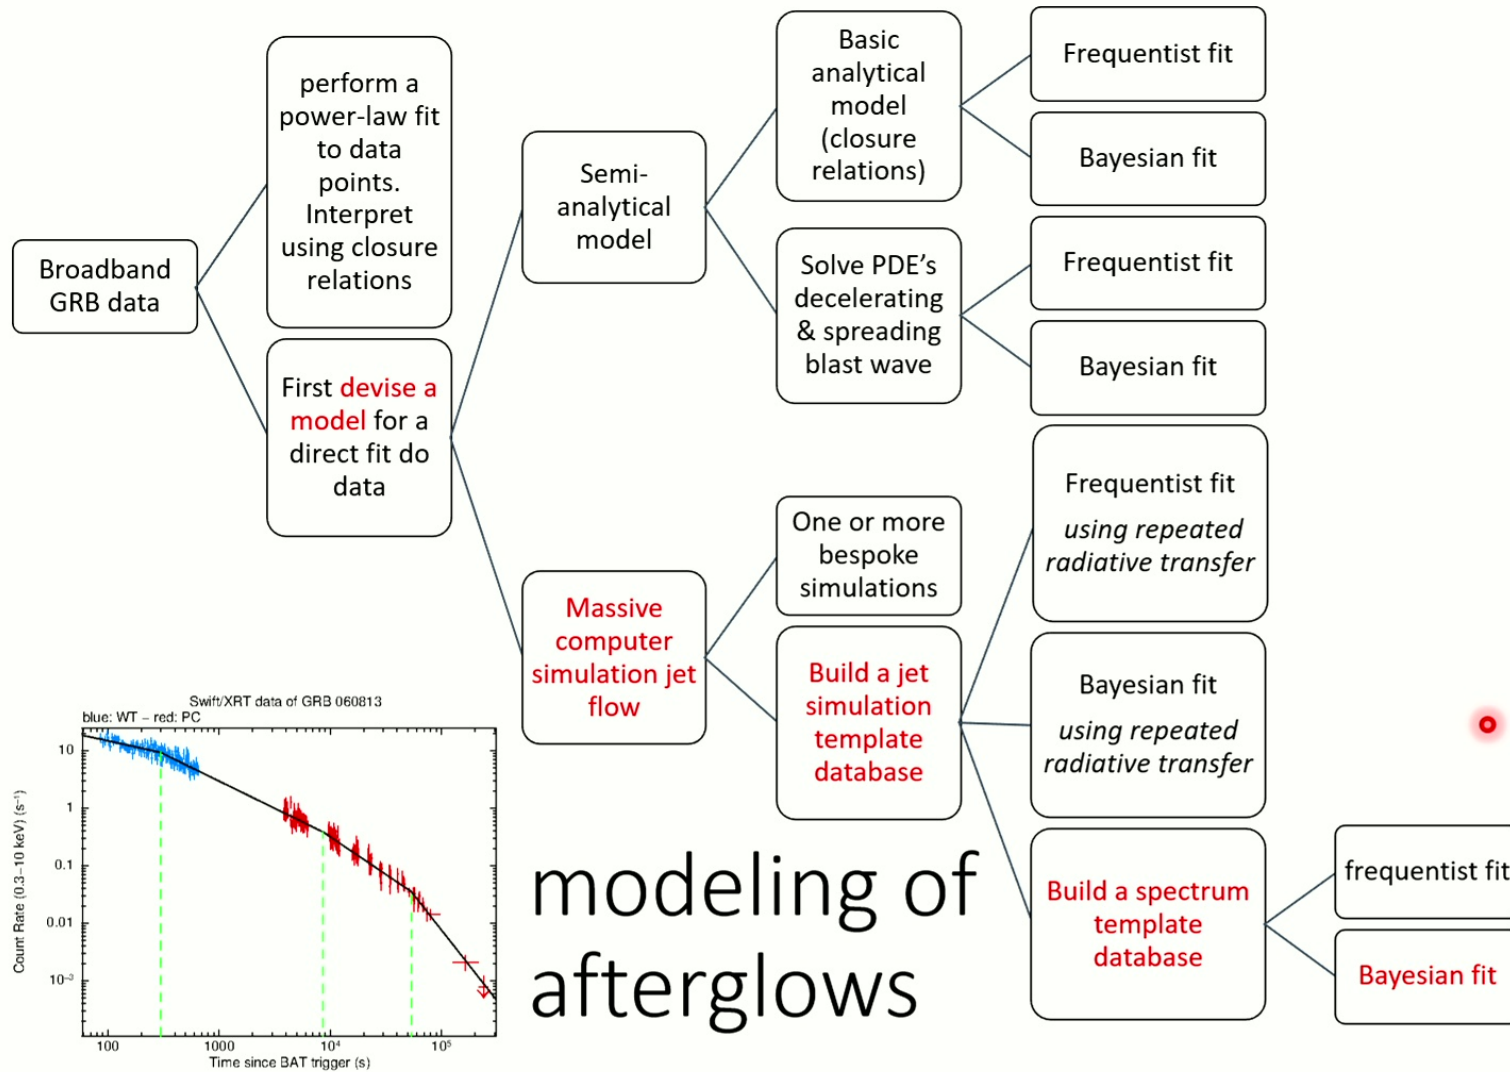 Broadband
GRB data
perform a
power-law fit
to data
points.
Interpret
using closure
relations
First devise a
model for a
direct fit do
data
Semi-
analytical
model
Massive
computer
simulation jet
flow
Basic
analytical
model
(closure
relations)
Solve PDE's
decelerating
& spreading
blast wave
One or more
bespoke
simulations
Build a jet
simulation
template
database
Frequentist fit
Bayesian fit
Frequentist fit
Bayesian fit
Frequentist fit
using repeated
radiative transfer
Bayesian fit
using repeated
radiative transfer
Build a spectrum
template
database
frequentist fit
Bayesian fit
modeling of
afterglows
Swift/XRT data of GRB 060813
blue: WT – red: PC
Count Rate (0.3–10 keV) (s⁻¹)
10
1
0.1
0.01
10⁻³
100
1000
10⁴
10⁵
Time since BAT trigger (s)